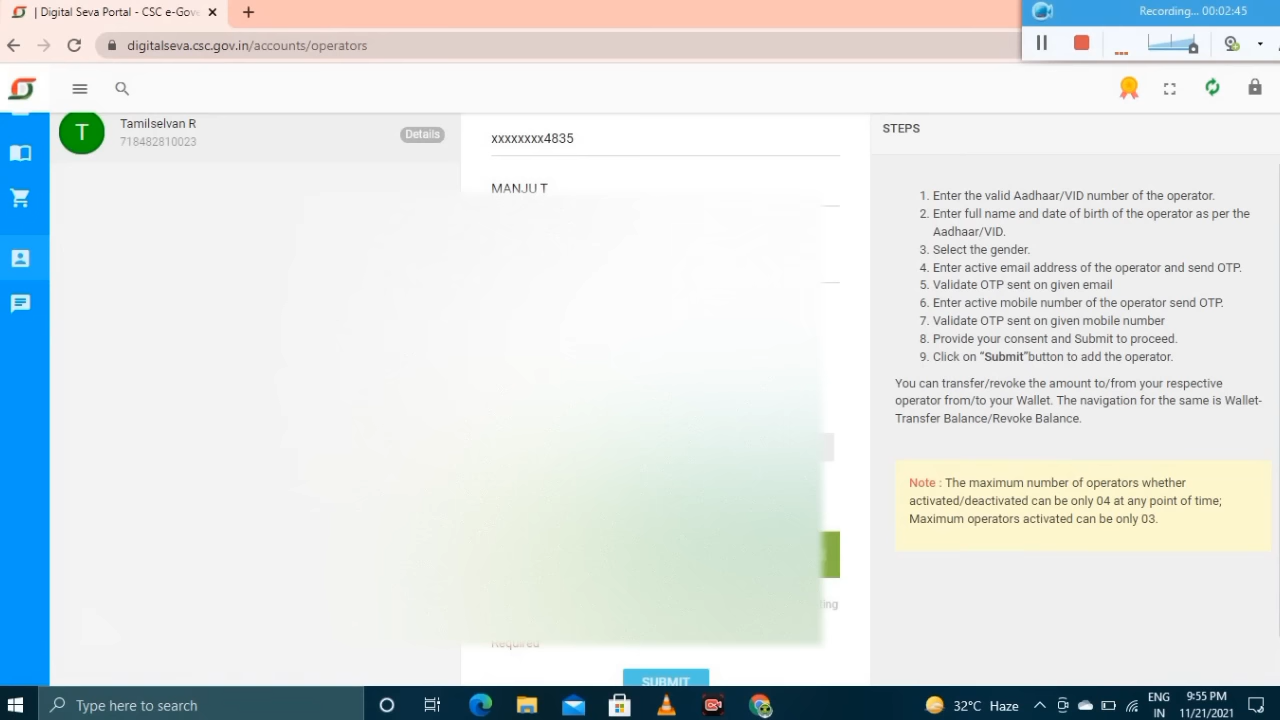 | Digital Seva Portal - CSC e-Gov
Recording... 00:02:45
digitalseva.csc.gov.in/accounts/operators
T
Tamilselvan R
718482810023
Details
xxxxxxxx4835
MANJU T
Required
SUBMIT
STEPS
1. Enter the valid Aadhaar/VID number of the operator.
2. Enter full name and date of birth of the operator as per the
Aadhaar/VID.
3. Select the gender.
4. Enter active email address of the operator and send OTP.
5. Validate OTP sent on given email
6. Enter active mobile number of the operator send OTP.
7. Validate OTP sent on given mobile number
8. Provide your consent and Submit to proceed.
9. Click on “Submit”button to add the operator.
You can transfer/revoke the amount to/from your respective
operator from/to your Wallet. The navigation for the same is Wallet-
Transfer Balance/Revoke Balance.
Note : The maximum number of operators whether
activated/deactivated can be only 04 at any point of time;
Maximum operators activated can be only 03.
Type here to search
32°C Haze
ENG
IN
9:55 PM
11/21/2021